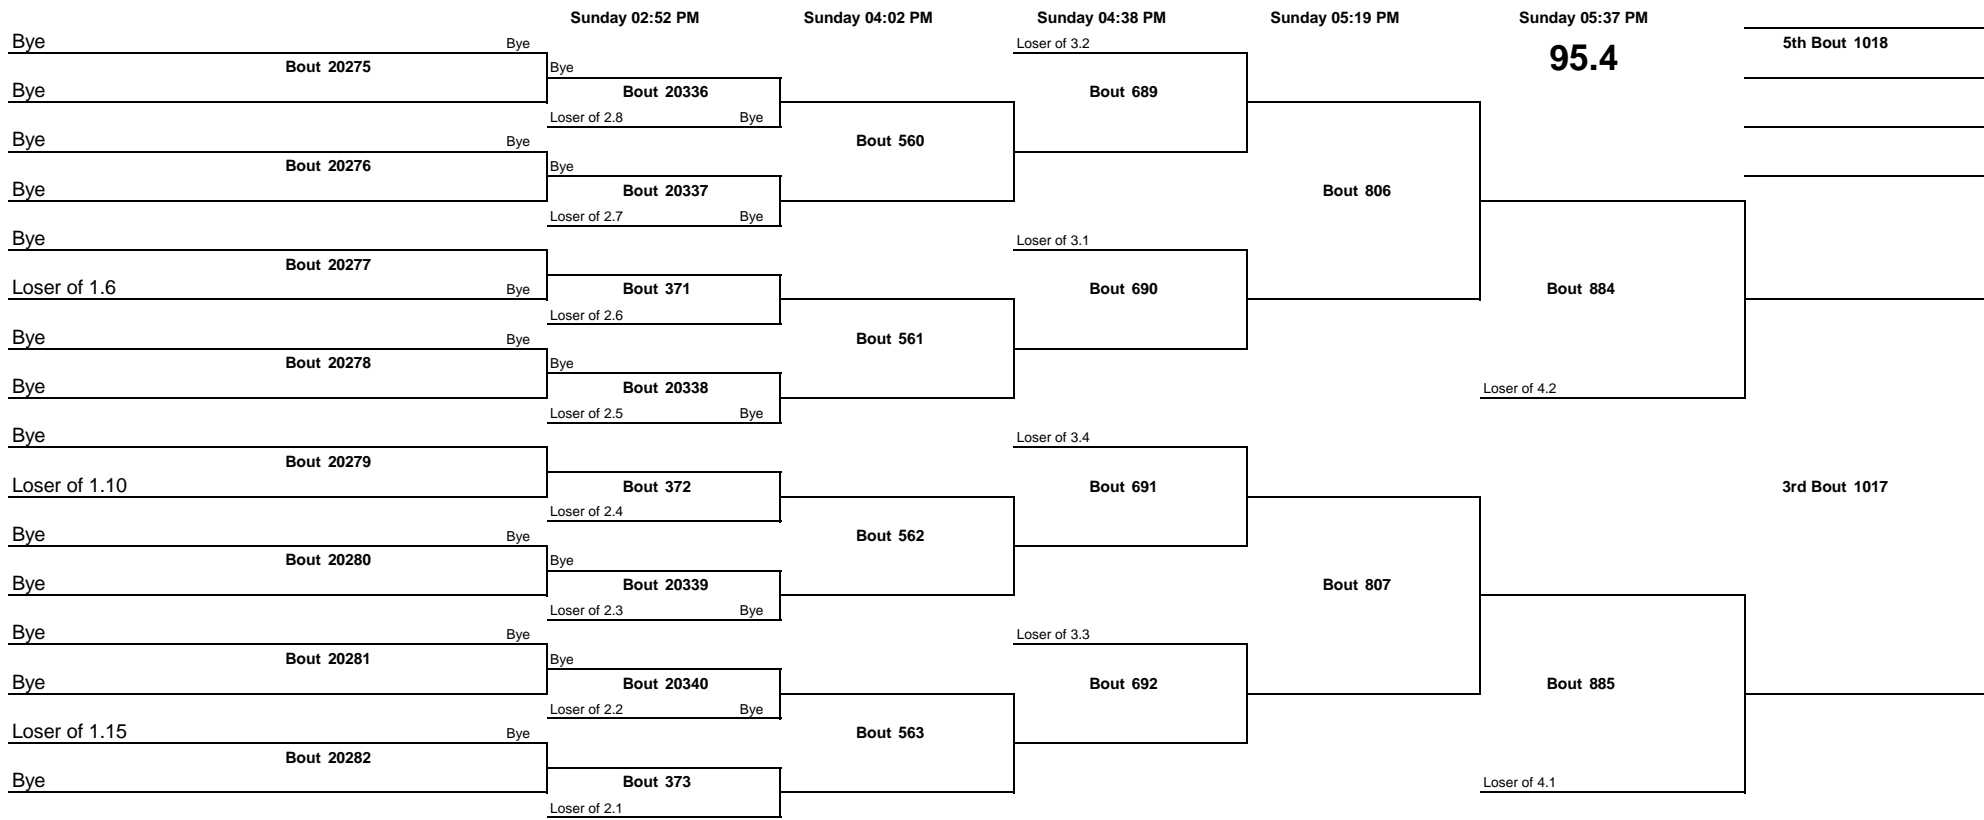 Sunday 02:52 PM
Sunday 04:02 PM
Sunday 04:38 PM
Sunday 05:19 PM
Sunday 05:37 PM
95.4
Bye
Bye
Bout 20275
Bye
Bye
Bye
Bout 20276
Bye
Bye
Bout 20277
Loser of 1.6
Bye
Bye
Bye
Bout 20278
Bye
Bye
Bout 20279
Loser of 1.10
Bye
Bye
Bout 20280
Bye
Bye
Bye
Bout 20281
Bye
Loser of 1.15
Bye
Bout 20282
Bye
Bye
Bout 20336
Loser of 2.8
Bye
Bye
Bout 20337
Loser of 2.7
Bye
Bout 371
Loser of 2.6
Bye
Bout 20338
Loser of 2.5
Bye
Bout 372
Loser of 2.4
Bye
Bout 20339
Loser of 2.3
Bye
Bye
Bout 20340
Loser of 2.2
Bye
Bout 373
Loser of 2.1
Bout 560
Bout 561
Bout 562
Bout 563
Loser of 3.2
Bout 689
Loser of 3.1
Bout 690
Loser of 3.4
Bout 691
Loser of 3.3
Bout 692
Bout 806
Bout 807
Bout 884
Loser of 4.2
Bout 885
Loser of 4.1
5th Bout 1018
3rd Bout 1017